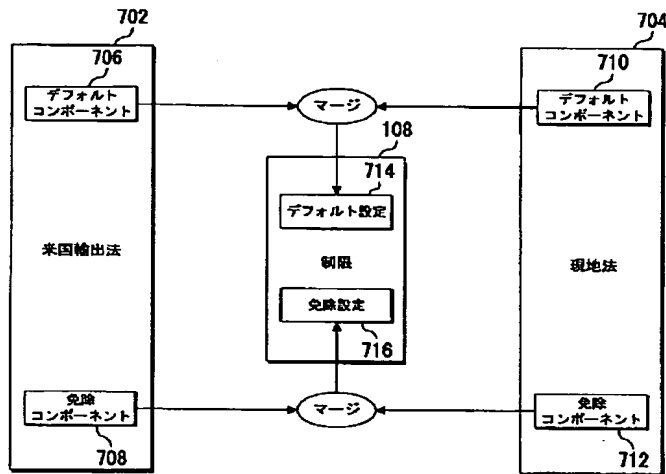 702
704
706
デフォルト
コンポーネント
マージ
710
デフォルト
コンポーネント
108
714
デフォルト設定
米国輸出法
制限
現地法
免除設定
716
免除
コンポーネント
708
マージ
免除
コンポーネント
712